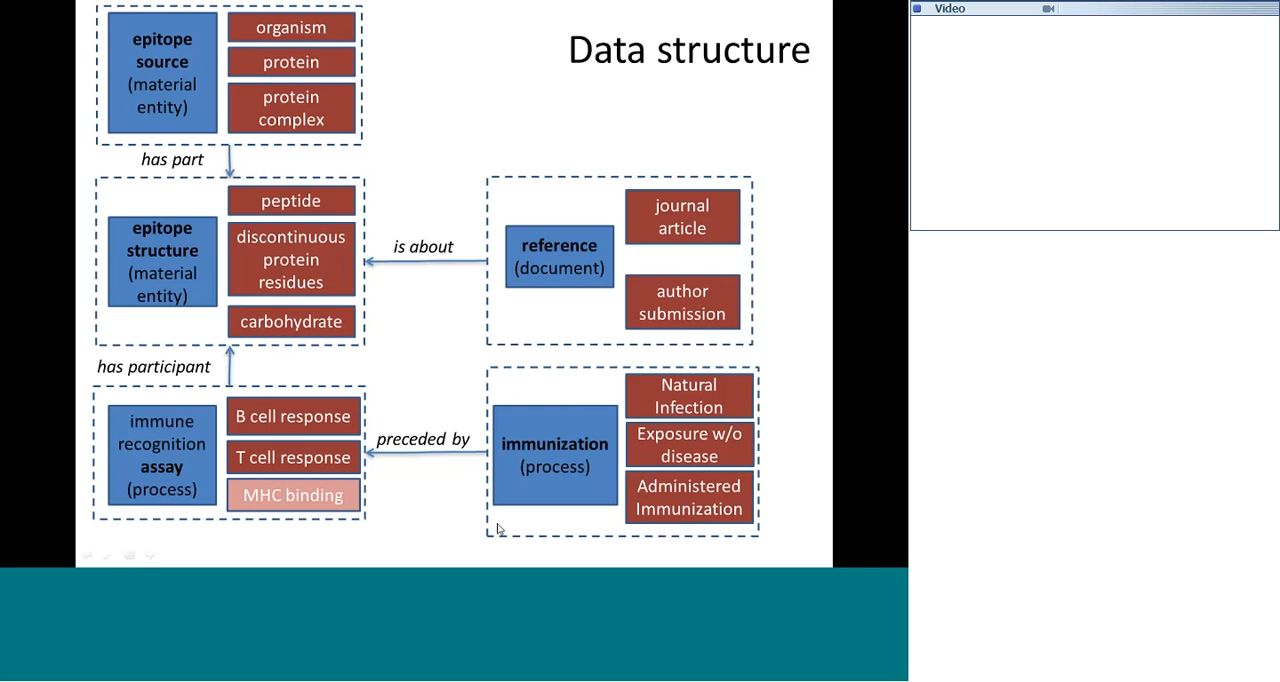 Data structure
epitope
source
(material
entity)
organism
protein
protein
complex
has part
epitope
structure
(material
entity)
peptide
discontinuous
protein
residues
carbohydrate
is about
reference
(document)
journal
article
author
submission
has participant
immune
recognition
assay
(process)
B cell response
T cell response
MHC binding
preceded by
immunization
(process)
Natural
Infection
Exposure w/o
disease
Administered
Immunization
Video